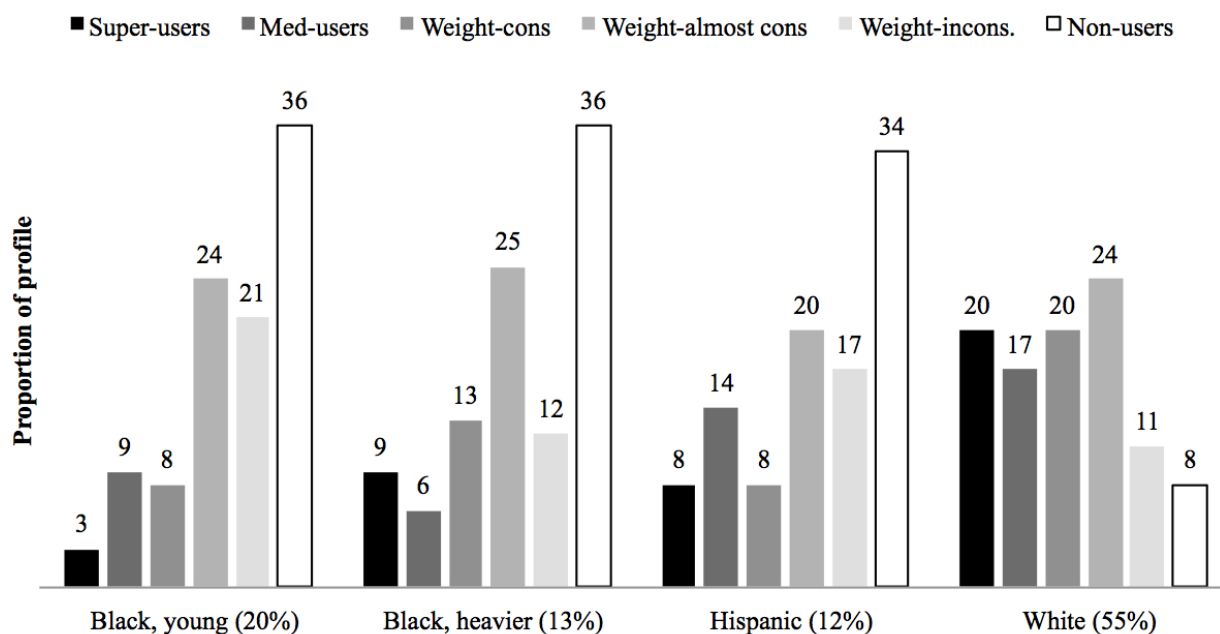 Super-users Med-users Weight-cons Weight-almost cons Weight-incons. Non-users
Proportion of profile
3 9 8 24 21 36
9 6 13 25 12 36
8 14 8 20 17 34
20 17 20 24 11 8
Black, young (20%) Black, heavier (13%) Hispanic (12%) White (55%)